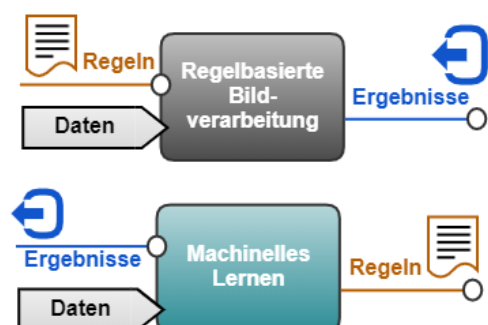 Regeln
Daten
Regelbasierte
Bild-
verarbeitung
Ergebnisse
Ergebnisse
Daten
Machinelles
Lernen
Regeln